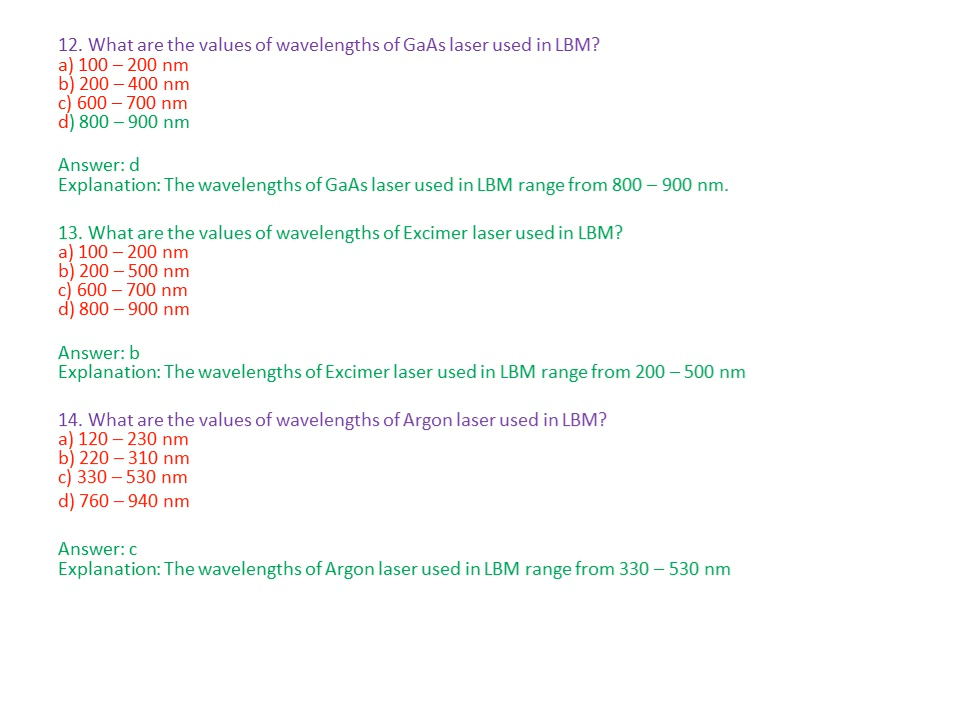 12. What are the values of wavelengths of GaAs laser used in LBM?
a) 100 – 200 nm
b) 200 – 400 nm
c) 600 – 700 nm
d) 800 – 900 nm
Answer: d
Explanation: The wavelengths of GaAs laser used in LBM range from 800 – 900 nm.
13. What are the values of wavelengths of Excimer laser used in LBM?
a) 100 – 200 nm
b) 200 – 500 nm
c) 600 – 700 nm
d) 800 – 900 nm
Answer: b
Explanation: The wavelengths of Excimer laser used in LBM range from 200 – 500 nm
14. What are the values of wavelengths of Argon laser used in LBM?
a) 120 – 230 nm
b) 220 – 310 nm
c) 330 – 530 nm
d) 760 – 940 nm
Answer: c
Explanation: The wavelengths of Argon laser used in LBM range from 330 – 530 nm